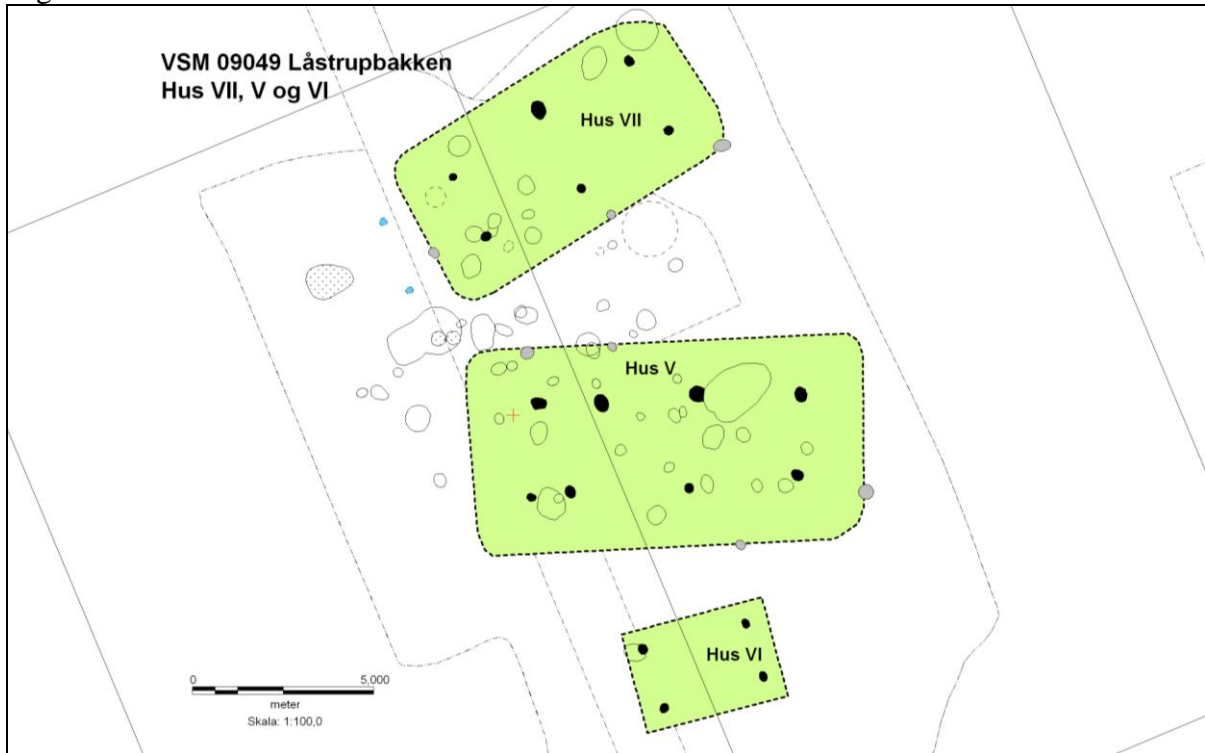 VSM 09049 Låstrupbakken
Hus VII, V og VI
Hus VII
Hus V
Hus VI
0 5,000
meter
Skala: 1:100,0